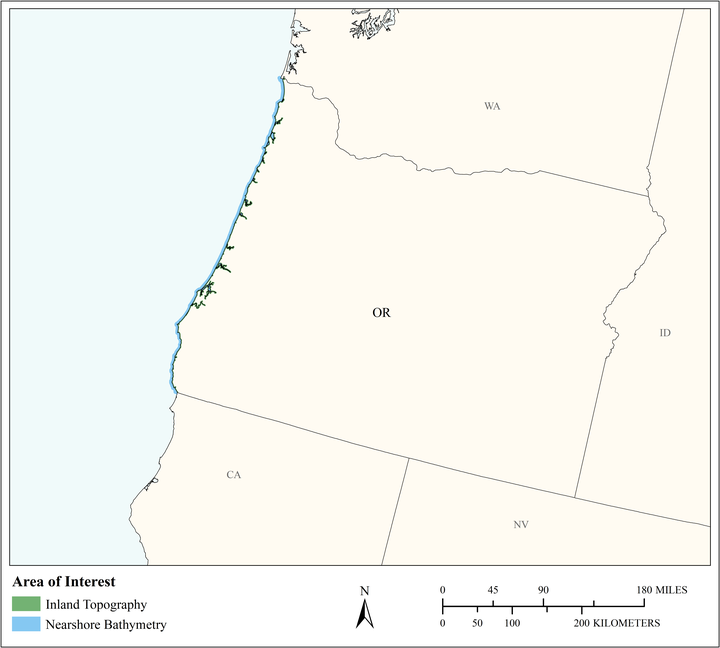 WA
OR
ID
CA
NV
Area of Interest
Inland Topography
Nearshore Bathymetry
N
0 45 90 180 MILES
0 50 100 200 KILOMETERS